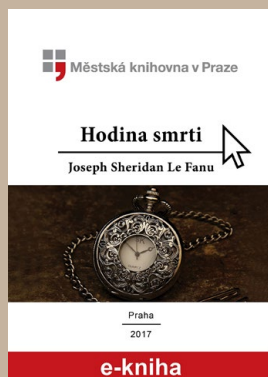 Městská knihovna v Praze
Hodina smrti
Joseph Sheridan Le Fanu
Praha
2017
e-kniha